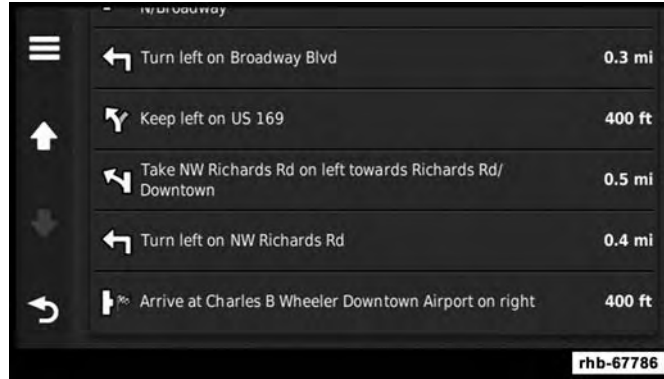 N/Broadway
Turn left on Broadway Blvd 0.3 mi
Keep left on US 169 400 ft
Take NW Richards Rd on left towards Richards Rd/
Downtown 0.5 mi
Turn left on NW Richards Rd 0.4 mi
Arrive at Charles B Wheeler Downtown Airport on right 400 ft
rhb-67786